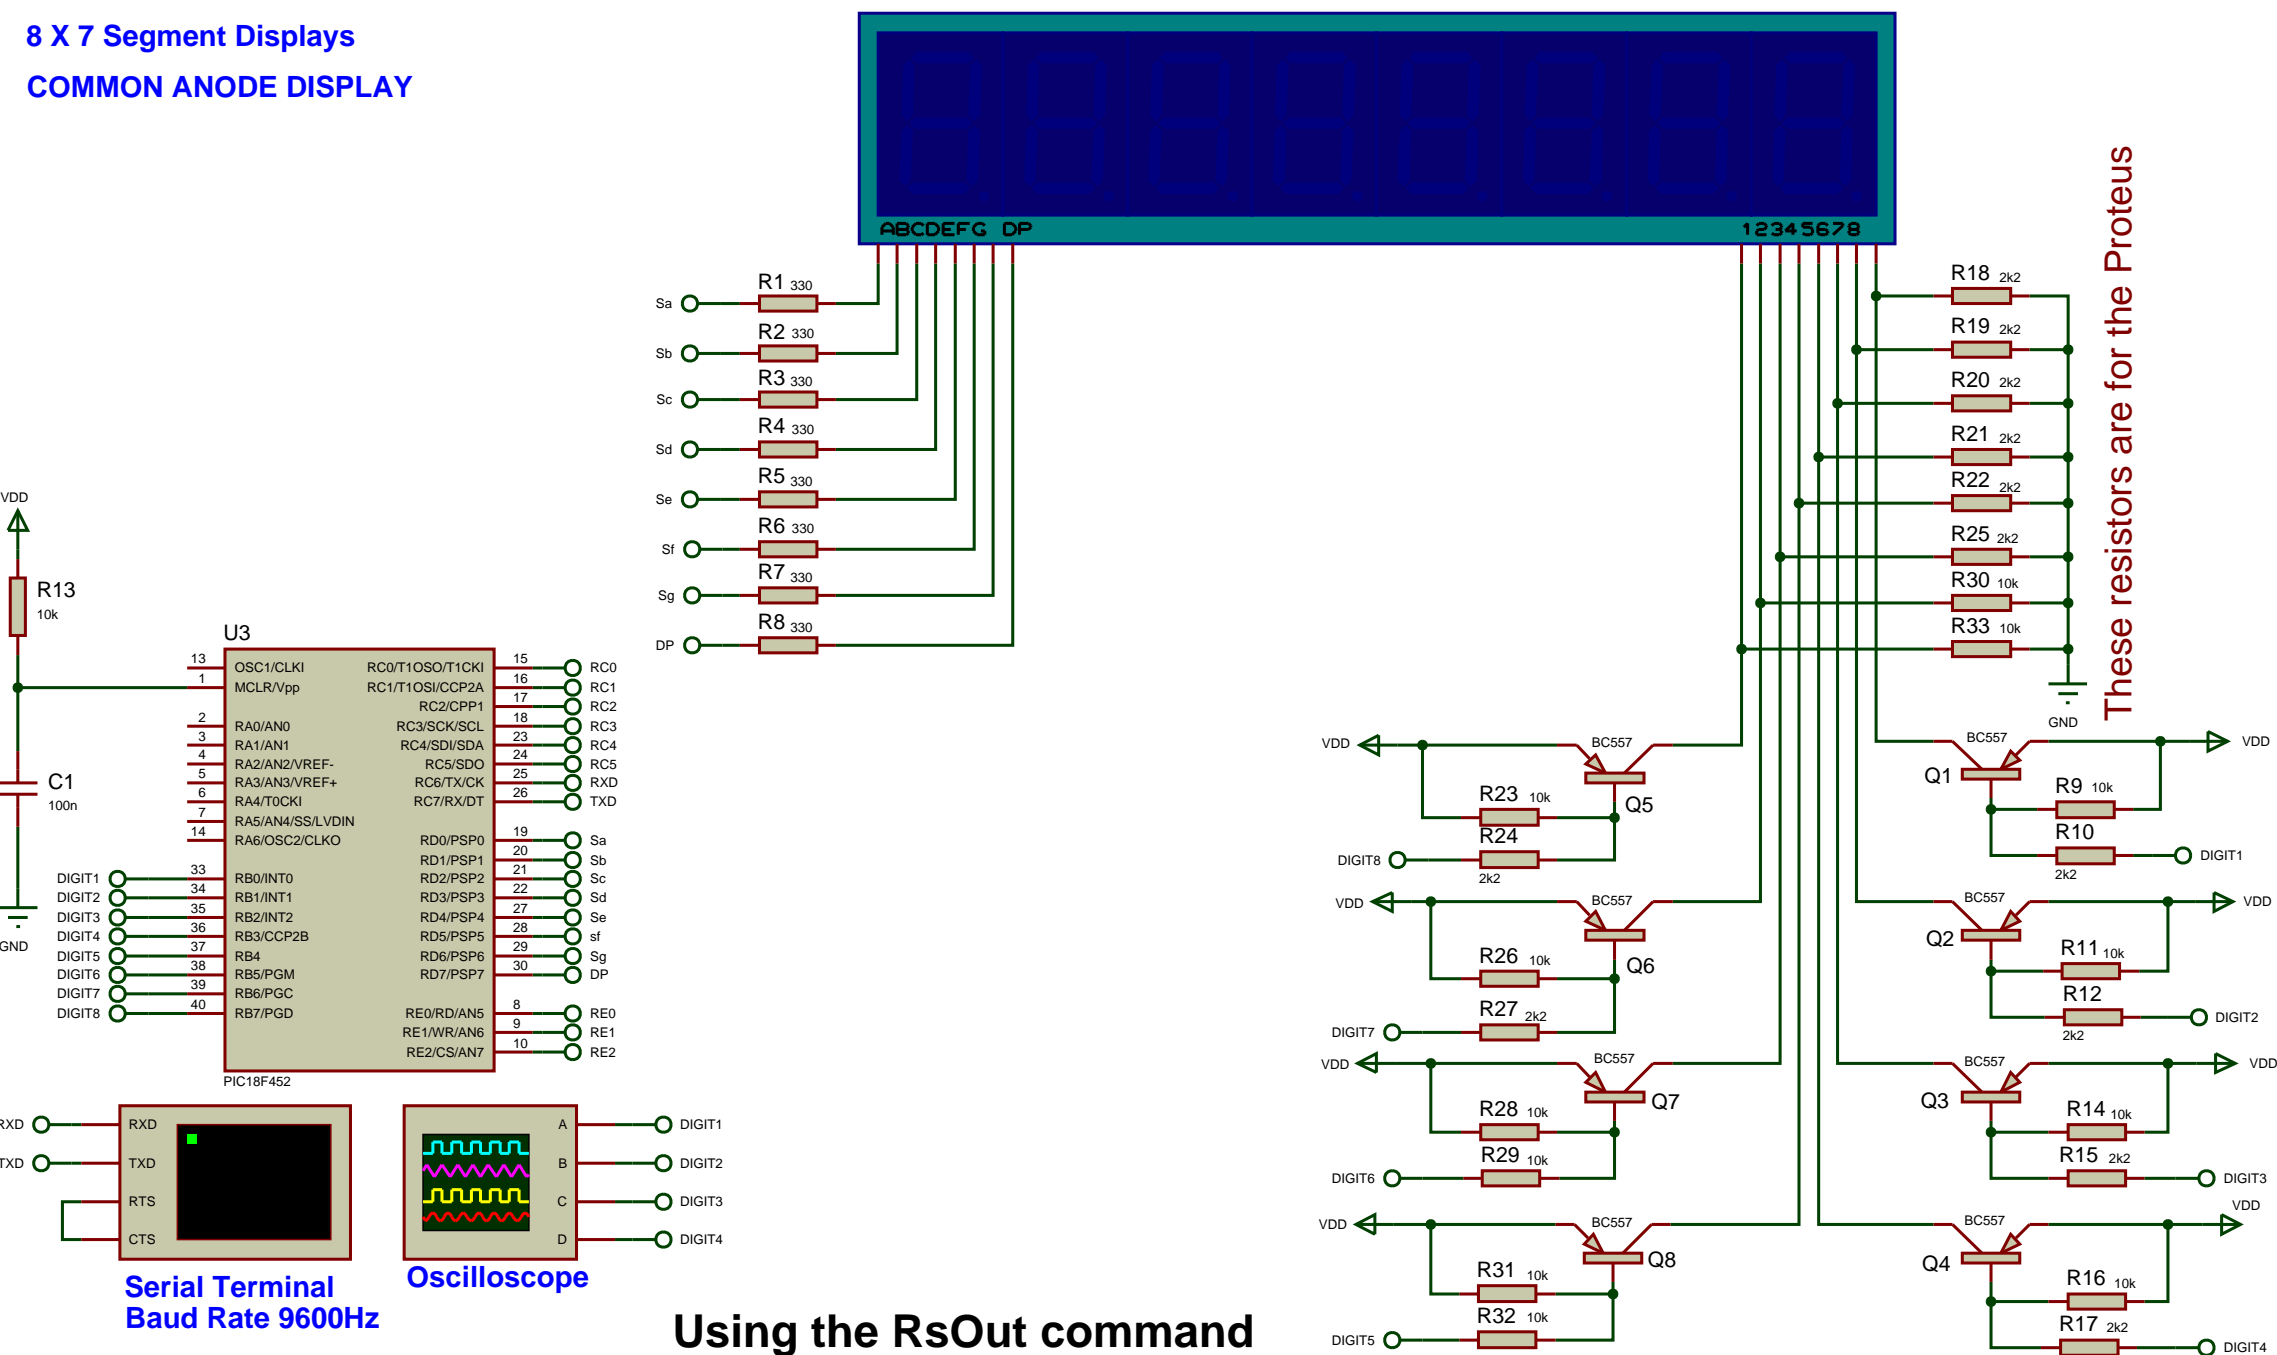 8 X 7 Segment Displays
COMMON ANODE DISPLAY
ABCDEFG DP
12345678
These resistors are for the Proteus
Sa
R1 330
Sb
R2 330
Sc
R3 330
Sd
R4 330
Se
R5 330
Sf
R6 330
Sg
R7 330
DP
R8 330
R18 2k2
R19 2k2
R20 2k2
R21 2k2
R22 2k2
R25 2k2
R30 10k
R33 10k
GND
VDD
R13
10k
C1
100n
GND
U3
13 OSC1/CLKI
1 MCLR/Vpp
2 RA0/AN0
3 RA1/AN1
4 RA2/AN2/VREF-
5 RA3/AN3/VREF+
6 RA4/T0CKI
7 RA5/AN4/SS/LVDIN
14 RA6/OSC2/CLKO
DIGIT1 33 RB0/INT0
DIGIT2 34 RB1/INT1
DIGIT3 35 RB2/INT2
DIGIT4 36 RB3/CCP2B
DIGIT5 37 RB4
DIGIT6 38 RB5/PGM
DIGIT7 39 RB6/PGC
DIGIT8 40 RB7/PGD
RC0/T1OSO/T1CKI 15 RC0
RC1/T1OSI/CCP2A 16 RC1
RC2/CPP1 17 RC2
RC3/SCK/SCL 18 RC3
RC4/SDI/SDA 23 RC4
RC5/SDO 24 RC5
RC6/TX/CK 25 RXD
RC7/RX/DT 26 TXD
RD0/PSP0 19 Sa
RD1/PSP1 20 Sb
RD2/PSP2 21 Sc
RD3/PSP3 22 Sd
RD4/PSP4 27 Se
RD5/PSP5 28 sf
RD6/PSP6 29 Sg
RD7/PSP7 30 DP
RE0/RD/AN5 8 RE0
RE1/WR/AN6 9 RE1
RE2/CS/AN7 10 RE2
PIC18F452
RXD RXD
TXD TXD
RTS
CTS
Serial Terminal
Baud Rate 9600Hz
A DIGIT1
B DIGIT2
C DIGIT3
D DIGIT4
Oscilloscope
Using the RsOut command
VDD BC557
Q5
R23 10k
R24
DIGIT8
2k2
VDD BC557
Q6
R26 10k
R27 2k2
DIGIT7
VDD BC557
Q7
R28 10k
R29 10k
DIGIT6
VDD BC557
Q8
R31 10k
R32 10k
DIGIT5
BC557 VDD
Q1
R9 10k
R10
DIGIT1
2k2
BC557 VDD
Q2
R11 10k
R12
DIGIT2
2k2
BC557 VDD
Q3
R14 10k
R15 2k2
DIGIT3
VDD
BC557
Q4
R16 10k
R17 2k2
DIGIT4